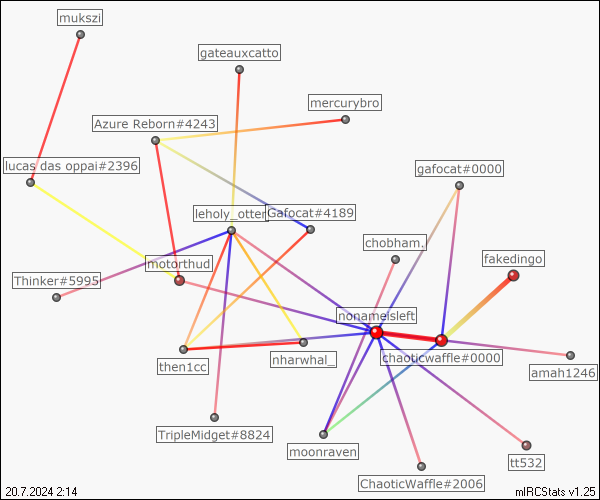 mukszi
gateauxcatto
mercurybro
Azure Reborn#4243
lucas das oppai#2396
gafocat#0000
leholy_otter
Gafocat#4189
chobham.
fakedingo
motorthud
Thinker#5995
nonameisleft
chaoticwaffle#0000
then1cc
nharwhal_
amah1246
TripleMidget#8824
moonraven
tt532
ChaoticWaffle#2006
20.7.2024 2:14
mIRCStats v1.25